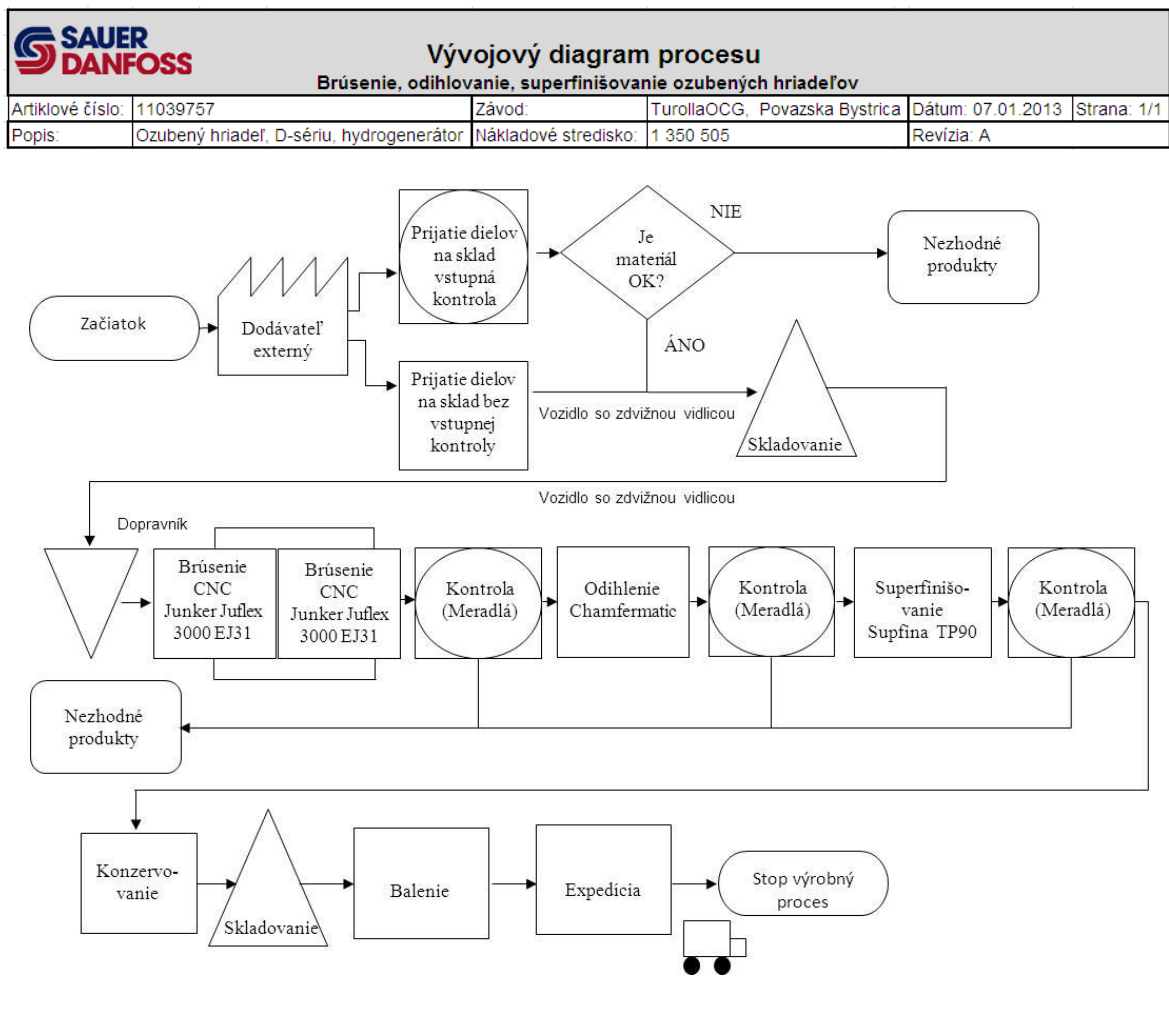 SAUER
DANFOSS
Vývojový diagram procesu
Brúsenie, odihlovanie, superfinišovanie ozubených hriadeľov
Artiklové číslo: 11039757 Závod: TurollaOCG, Povazska Bystrica Dátum: 07.01.2013 Strana: 1/1
Popis: Ozubený hriadeľ, D-sériu, hydrogenerátor Nákladové stredisko: 1 350 505 Revízia: A
Začiatok
Dodávateľ
externý
Prijatie dielov
na sklad
vstupná
kontrola
Je
materiál
OK?
NIE
Nezhodné
produkty
ÁNO
Prijatie dielov
na sklad bez
vstupnej
kontroly
Vozidlo so zdvižnou vidlicou
Skladovanie
Vozidlo so zdvižnou vidlicou
Dopravník
Brúsenie
CNC
Junker Juflex
3000 EJ31
Brúsenie
CNC
Junker Juflex
3000 EJ31
Kontrola
(Meradlá)
Odihlenie
Chamfermatic
Kontrola
(Meradlá)
Superfinišo-
vanie
Supfina TP90
Kontrola
(Meradlá)
Nezhodné
produkty
Konzervo-
vanie
Skladovanie
Balenie
Expedícia
Stop výrobný
proces